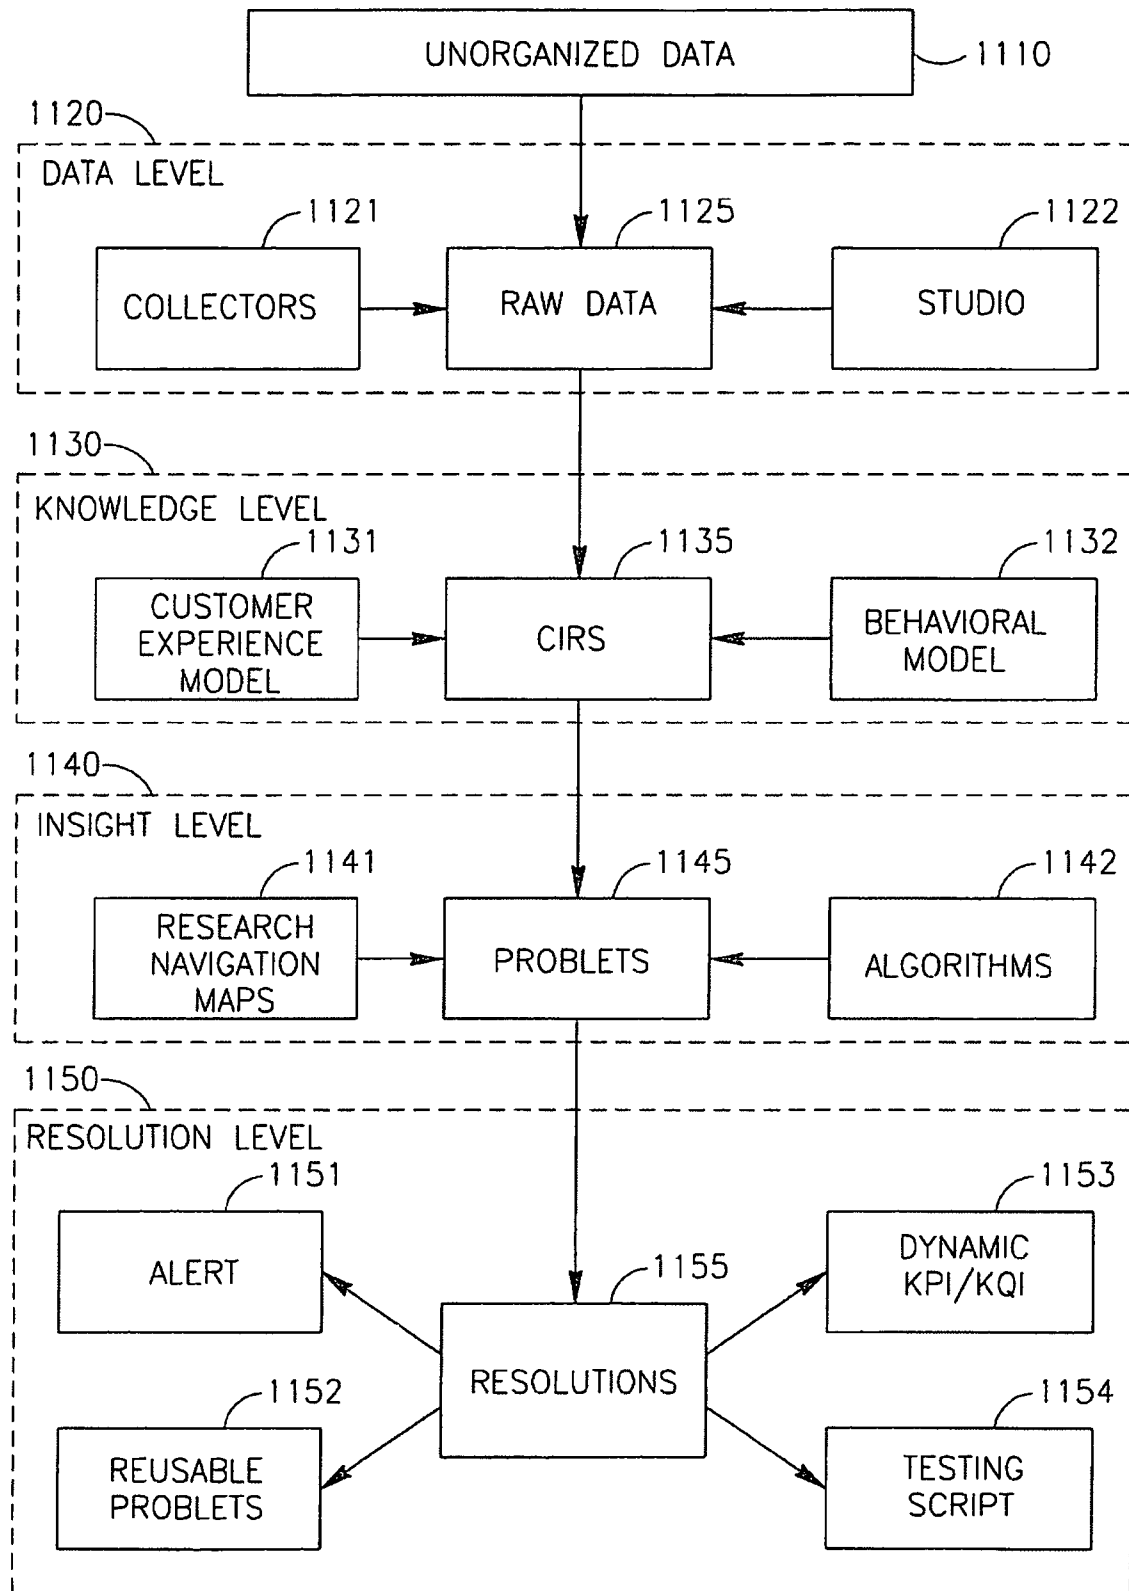 UNORGANIZED DATA
1110
1120
DATA LEVEL
1121
1125
1122
COLLECTORS
RAW DATA
STUDIO
1130
KNOWLEDGE LEVEL
1131
1135
1132
CUSTOMER
EXPERIENCE
MODEL
CIRS
BEHAVIORAL
MODEL
1140
INSIGHT LEVEL
1141
1145
1142
RESEARCH
NAVIGATION
MAPS
PROBLETS
ALGORITHMS
1150
RESOLUTION LEVEL
1151
1153
ALERT
DYNAMIC
KPI/KQI
1155
RESOLUTIONS
1152
1154
REUSABLE
PROBLETS
TESTING
SCRIPT